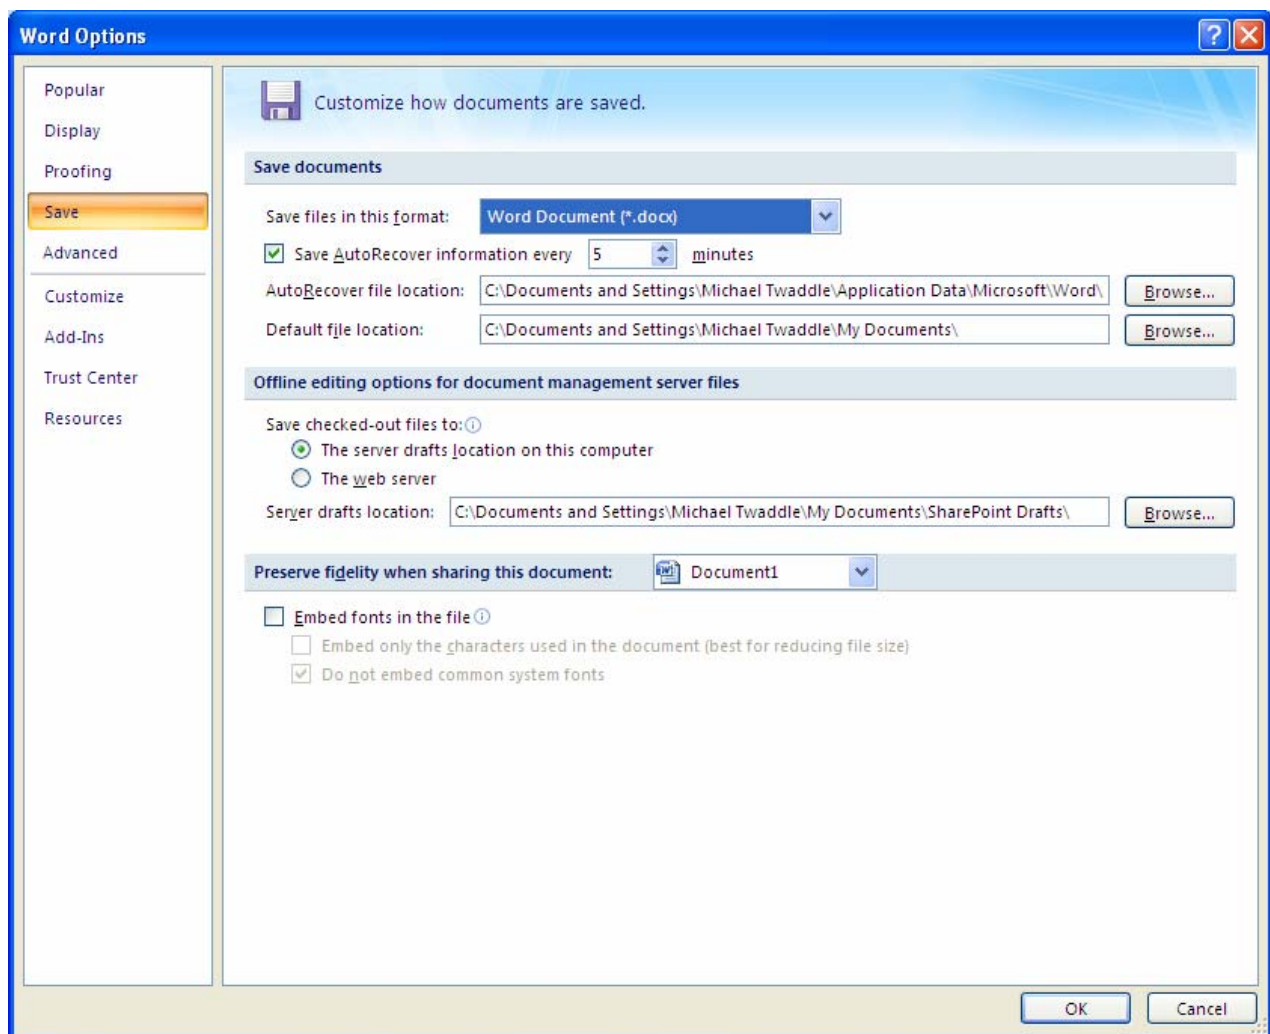 Word Options
Popular
Display
Proofing
Save
Advanced
Customize
Add-Ins
Trust Center
Resources
Customize how documents are saved.
Save documents
Save files in this format: Word Document (*.docx)
Save AutoRecover information every 5 minutes
AutoRecover file location: C:\Documents and Settings\Michael Twaddle\Application Data\Microsoft\Word\ Browse...
Default file location: C:\Documents and Settings\Michael Twaddle\My Documents\ Browse...
Offline editing options for document management server files
Save checked-out files to:
The server drafts location on this computer
The web server
Server drafts location: C:\Documents and Settings\Michael Twaddle\My Documents\SharePoint Drafts\ Browse...
Preserve fidelity when sharing this document: Document1
Embed fonts in the file
Embed only the characters used in the document (best for reducing file size)
Do not embed common system fonts
OK Cancel